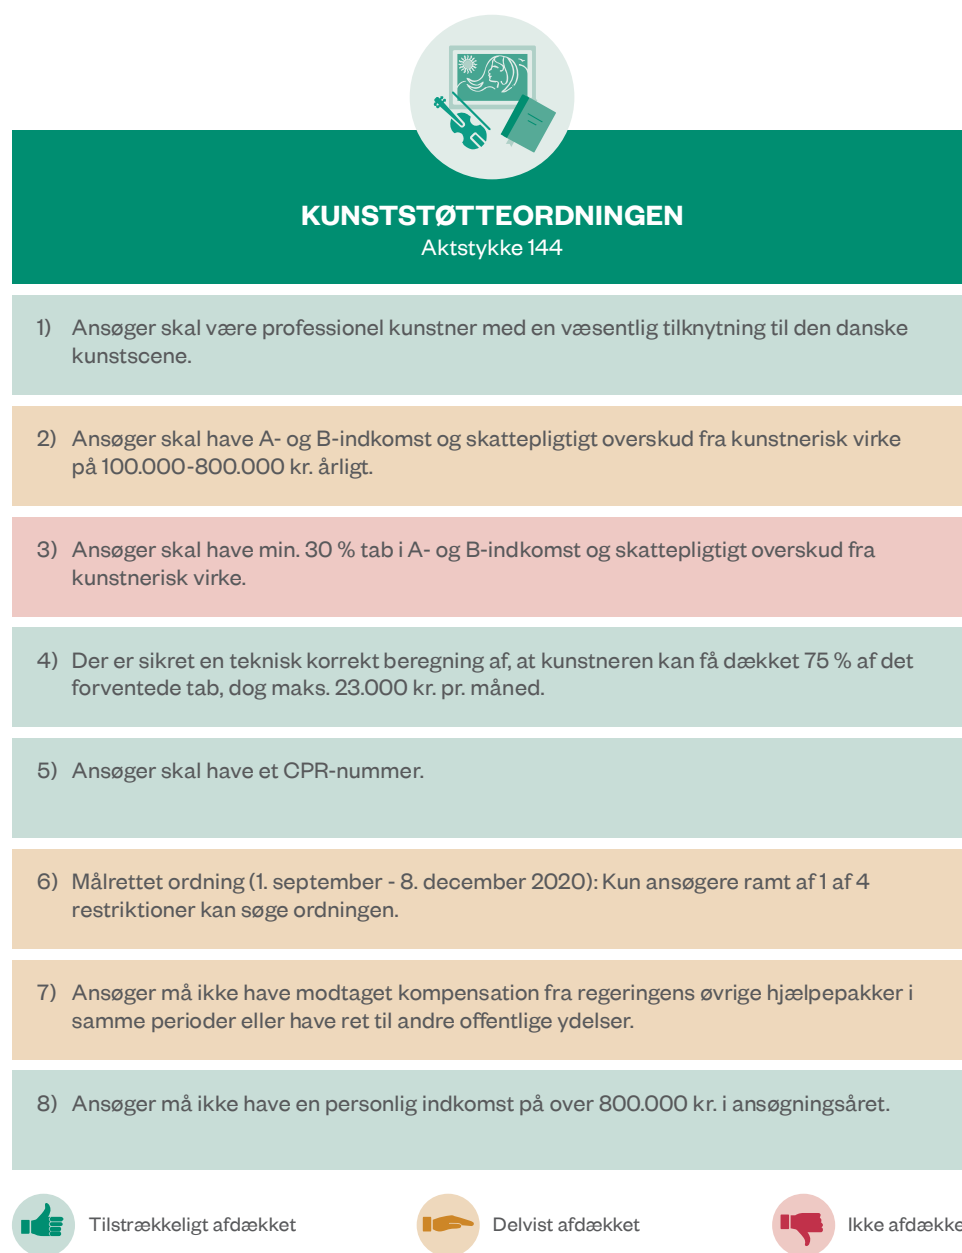 KUNSTSTØTTEORDNINGEN
Aktstykke 144
1) Ansøger skal være professionel kunstner med en væsentlig tilknytning til den danske
kunstscene.
2) Ansøger skal have A- og B-indkomst og skattepligtigt overskud fra kunstnerisk virke
på 100.000-800.000 kr. årligt.
3) Ansøger skal have min. 30 % tab i A- og B-indkomst og skattepligtigt overskud fra
kunstnerisk virke.
4) Der er sikret en teknisk korrekt beregning af, at kunstneren kan få dækket 75 % af det
forventede tab, dog maks. 23.000 kr. pr. måned.
5) Ansøger skal have et CPR-nummer.
6) Målrettet ordning (1. september - 8. december 2020): Kun ansøgere ramt af 1 af 4
restriktioner kan søge ordningen.
7) Ansøger må ikke have modtaget kompensation fra regeringens øvrige hjælpepakker i
samme perioder eller have ret til andre offentlige ydelser.
8) Ansøger må ikke have en personlig indkomst på over 800.000 kr. i ansøgningsåret.
Tilstrækkeligt afdækket
Delvist afdækket
Ikke afdække